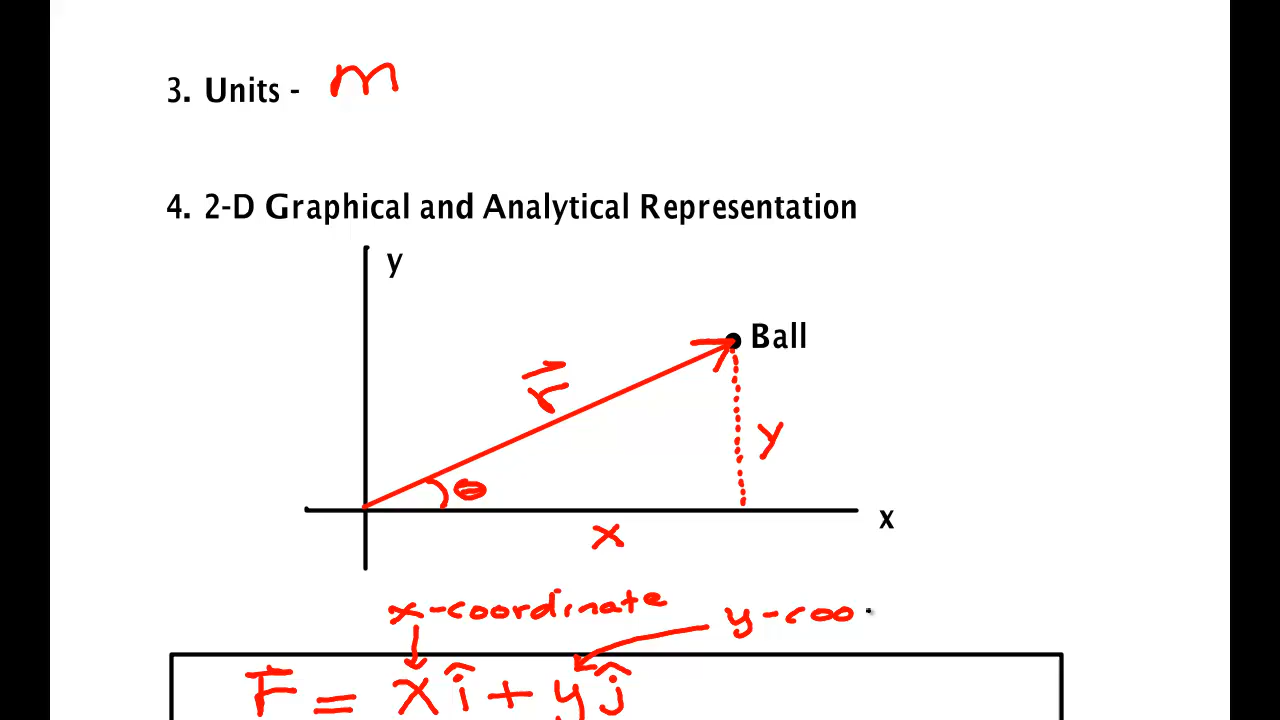 3. Units - m
4. 2-D Graphical and Analytical Representation
y
Ball
r⃗
y
θ
x
x
x-coordinate
y-coo
r⃗ = xî + yĵ